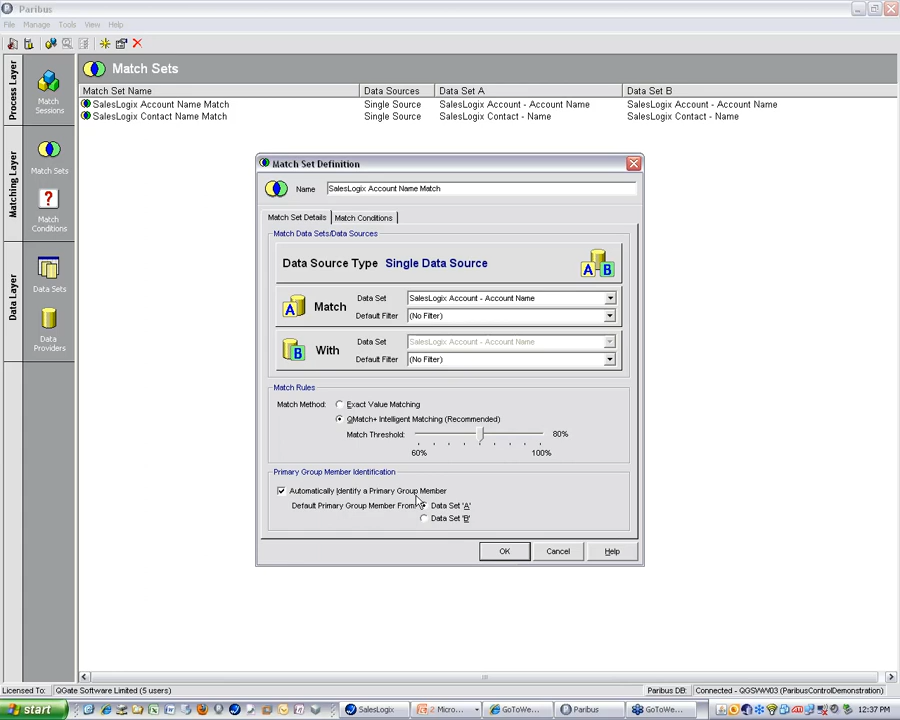 Paribus
File Manage Tools View Help
Process Layer
Match Sessions
Matching Layer
Match Sets
Match Conditions
Data Layer
Data Sets
Data Providers
Match Sets
Match Set Name Data Sources Data Set A Data Set B
SalesLogix Account Name Match Single Source SalesLogix Account - Account Name SalesLogix Account - Account Name
SalesLogix Contact Name Match Single Source SalesLogix Contact - Name SalesLogix Contact - Name
Match Set Definition
Name SalesLogix Account Name Match
Match Set Details Match Conditions
Match Data Sets/Data Sources
Data Source Type Single Data Source
A B
A Match Data Set SalesLogix Account - Account Name
Default Filter (No Filter)
B With Data Set SalesLogix Account - Account Name
Default Filter (No Filter)
Match Rules
Match Method: Exact Value Matching
QMatch+ Intelligent Matching (Recommended)
Match Threshold: 80%
60% 100%
Primary Group Member Identification
Automatically Identify a Primary Group Member
Default Primary Group Member From: Data Set 'A'
Data Set 'B'
OK Cancel Help
Licensed To: QGate Software Limited (5 users) Paribus DB: Connected - QGSVWV03 (ParibusControlDemonstration)
start SalesLogix 2 Micro... GoToWe... Paribus GoToWe... 12:37 PM